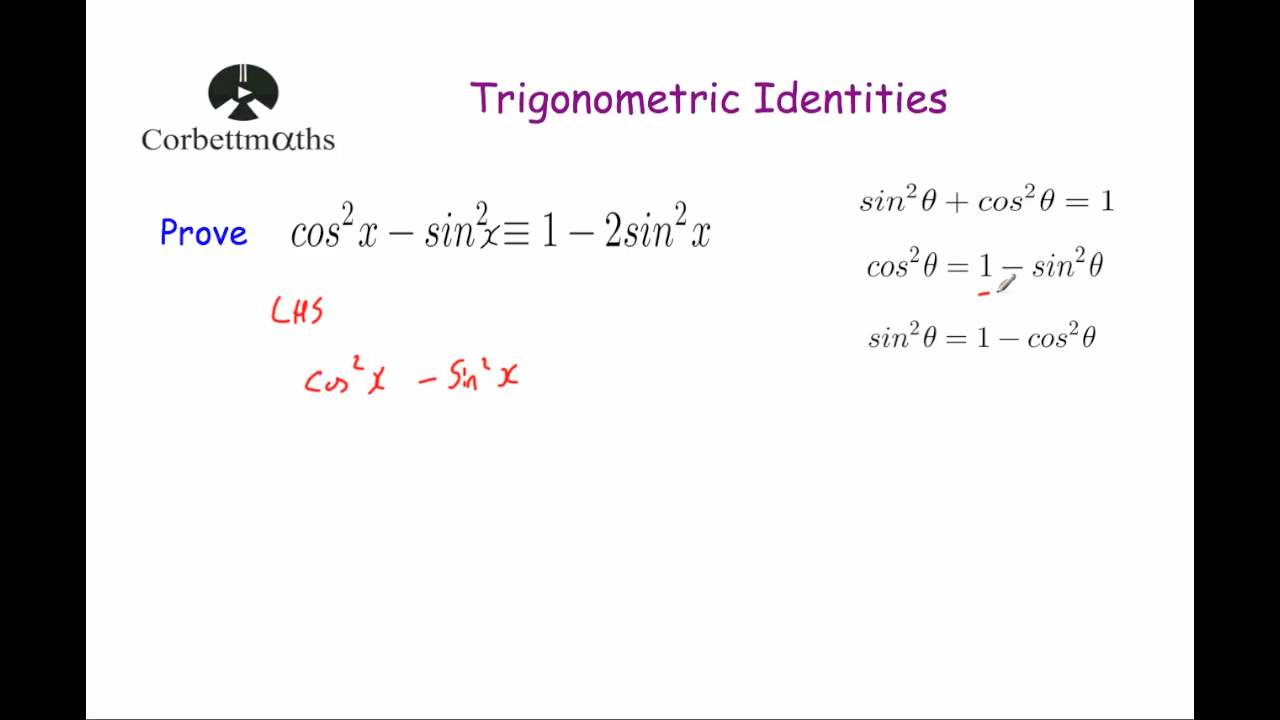 Corbettmαths
Trigonometric Identities
Prove cos²x − sin²x ≡ 1 − 2sin²x
LHS
cos²x − sin²x
sin²θ + cos²θ = 1
cos²θ = 1 − sin²θ
sin²θ = 1 − cos²θ